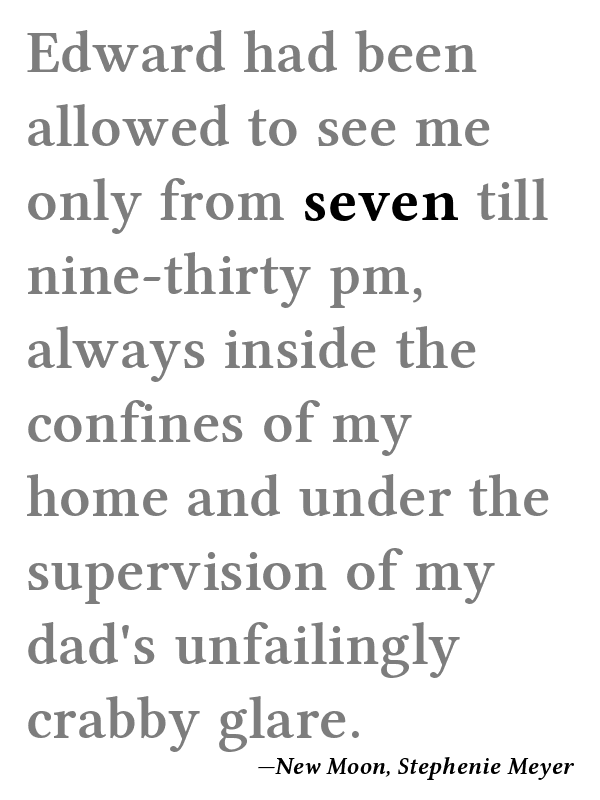 Edward had been
allowed to see me
only from seven till
nine-thirty pm,
always inside the
confines of my
home and under the
supervision of my
dad's unfailingly
crabby glare.
—New Moon, Stephenie Meyer